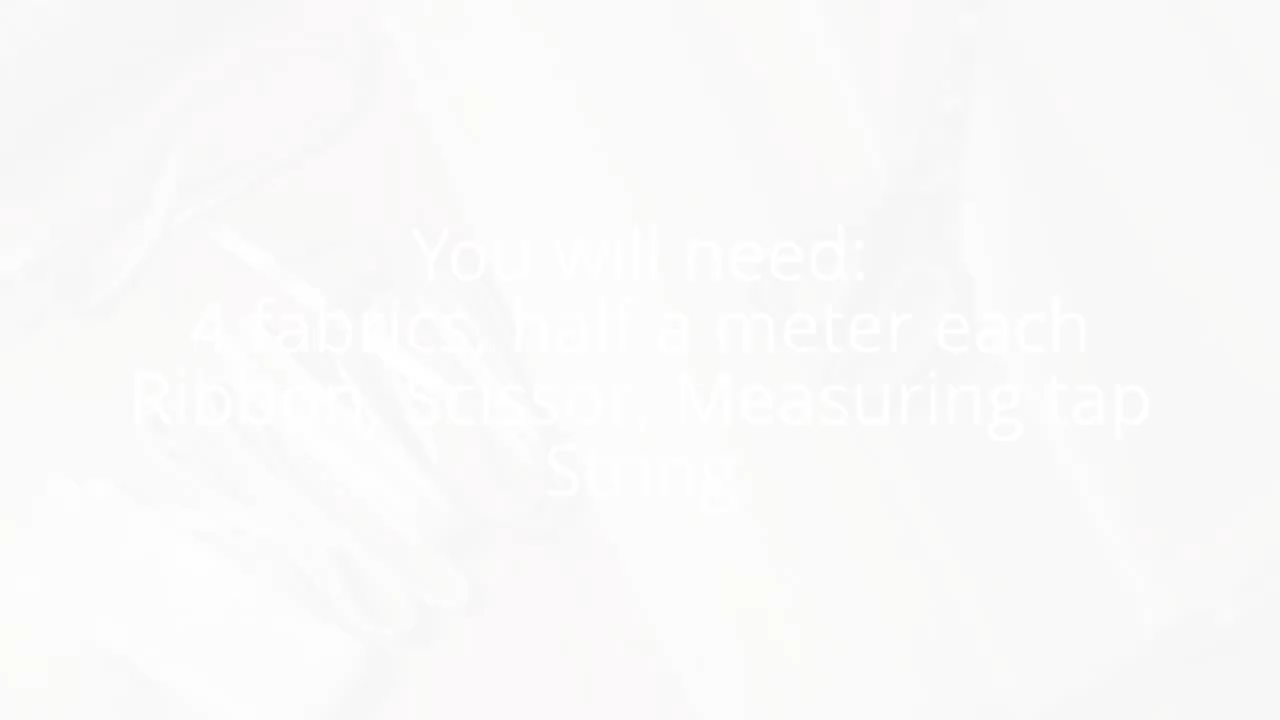 You will need:
4 fabrics, half a meter each
Ribbon, Scissor, Measuring tap
String